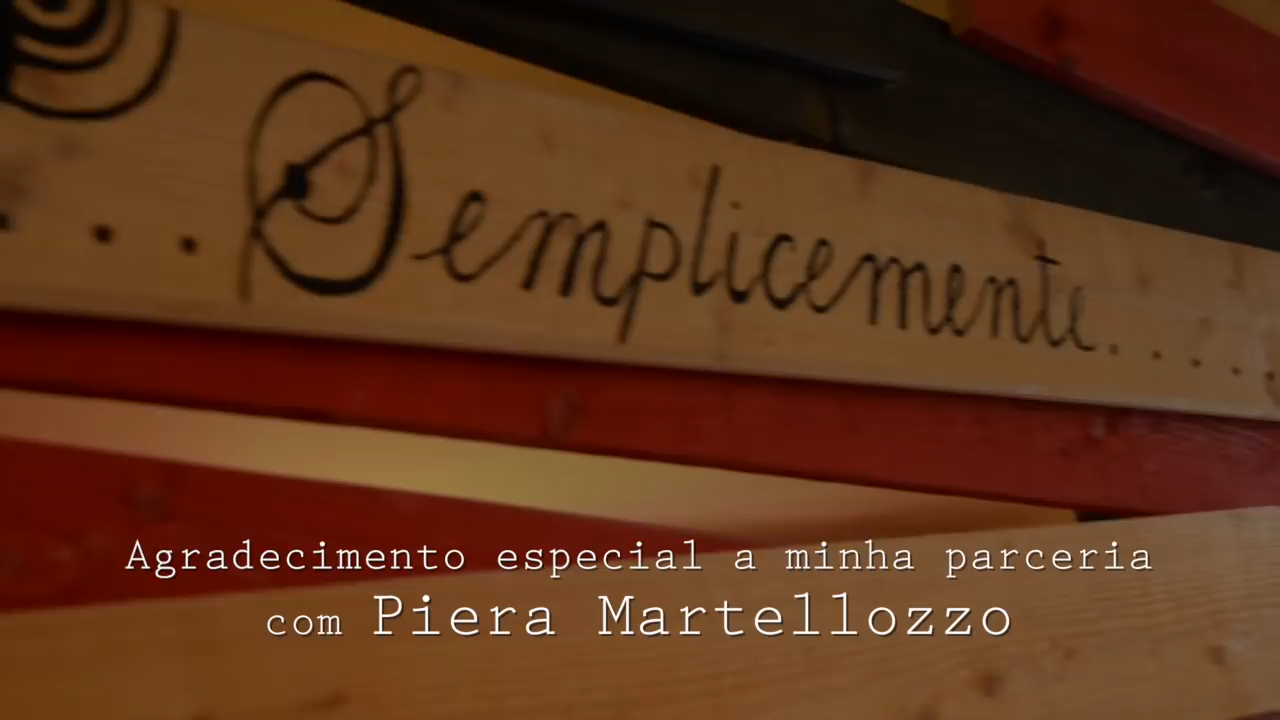 ...Semplicemente.....
Agradecimento especial a minha parceria
com Piera Martellozzo